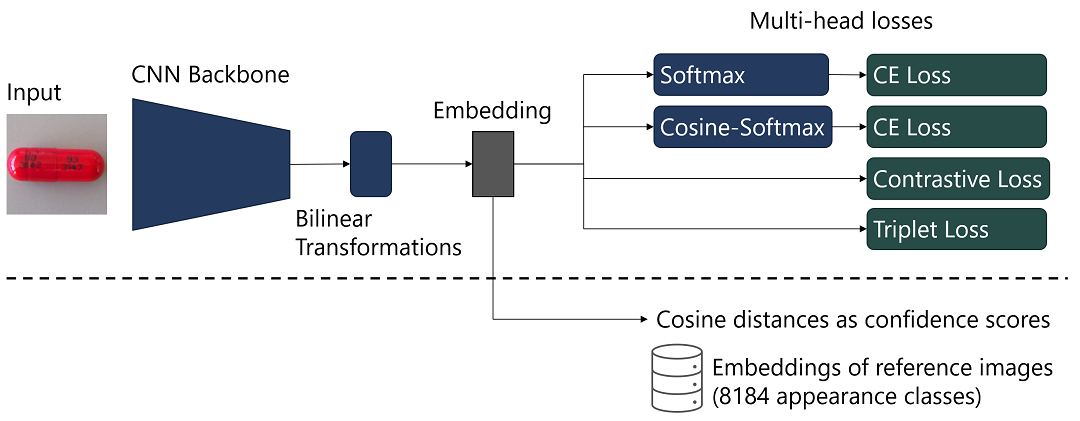 Multi-head losses
CNN Backbone
Input
Softmax
CE Loss
Embedding
Cosine-Softmax
CE Loss
Contrastive Loss
Bilinear
Transformations
Triplet Loss
Cosine distances as confidence scores
Embeddings of reference images
(8184 appearance classes)